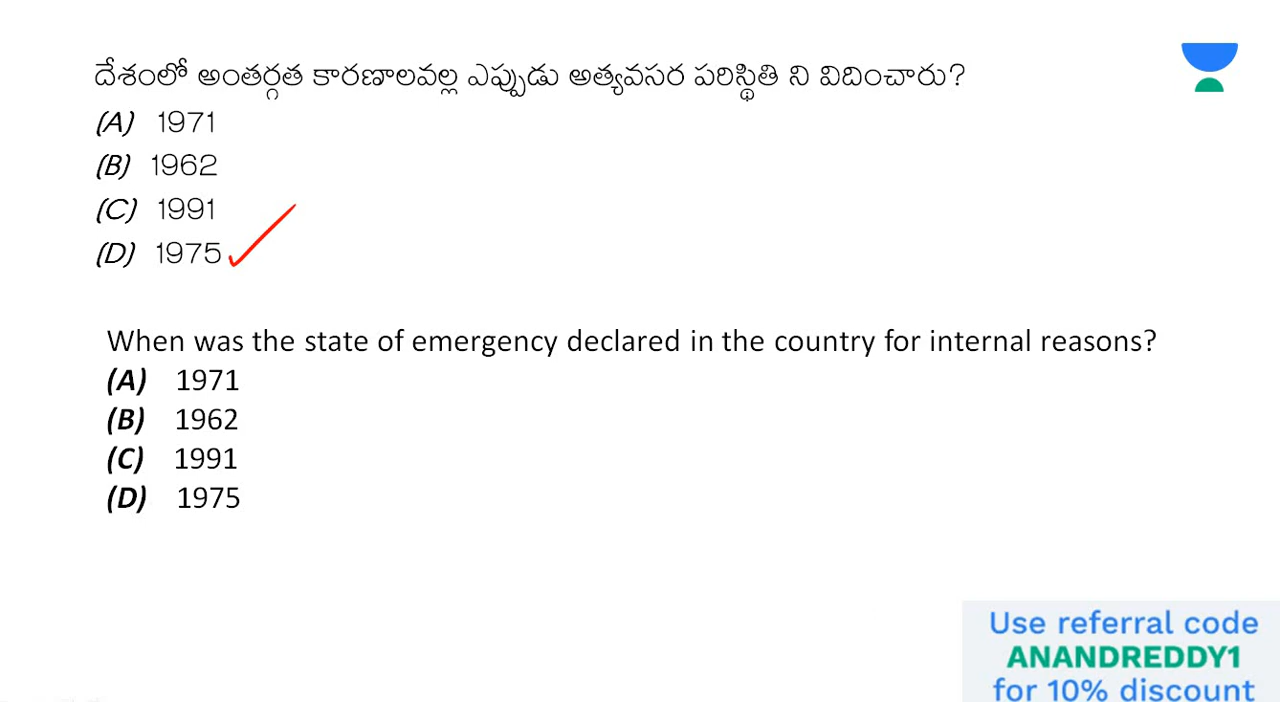 దేశంలో అంతర్గత కారణాలవల్ల ఎప్పుడు అత్యవసర పరిస్థితి ని విదించారు?
(A) 1971
(B) 1962
(C) 1991
(D) 1975
When was the state of emergency declared in the country for internal reasons?
(A) 1971
(B) 1962
(C) 1991
(D) 1975
Use referral code
ANANDREDDY1
for 10% discount